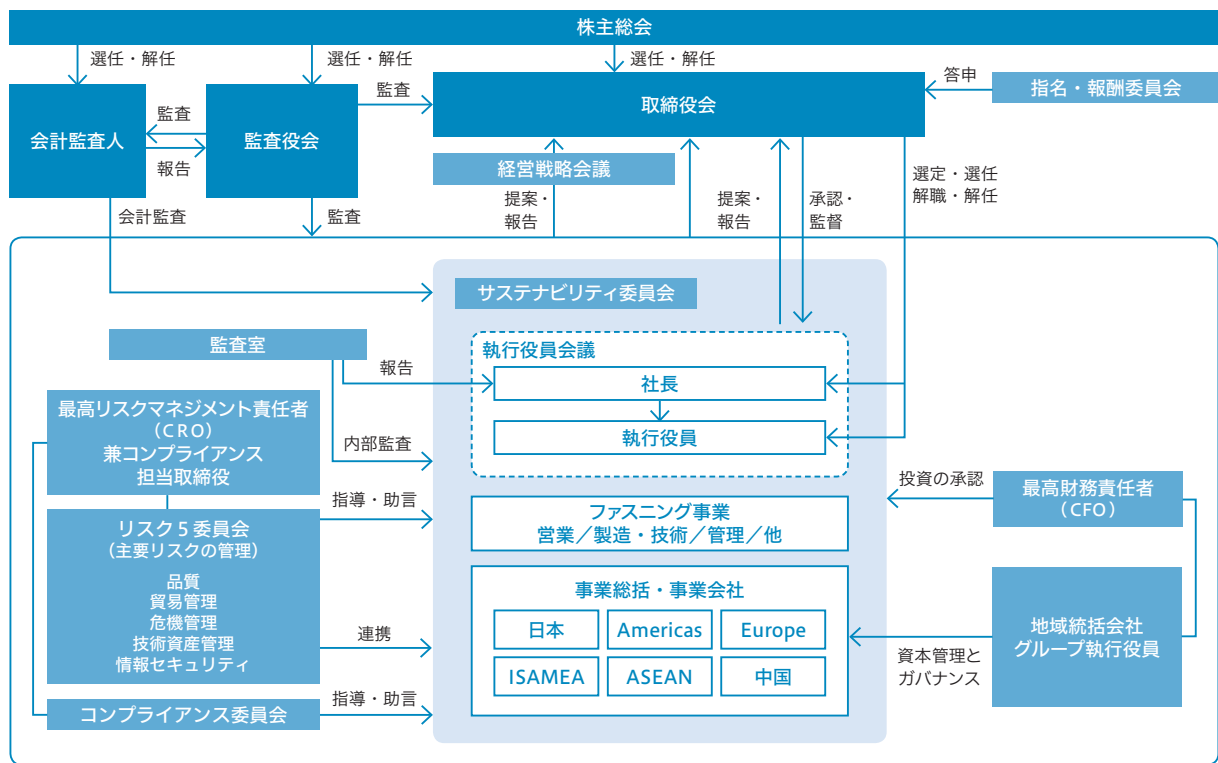 株主総会
選任・解任
選任・解任
選任・解任
会計監査人
監査
報告
監査役会
監査
取締役会
答申
指名・報酬委員会
経営戦略会議
会計監査
監査
提案・
報告
提案・
報告
承認・
監督
選定・選任
解職・解任
サステナビリティ委員会
監査室
報告
内部監査
執行役員会議
社長
執行役員
最高リスクマネジメント責任者
(CRO)
兼コンプライアンス
担当取締役
指導・助言
リスク5委員会
(主要リスクの管理)
品質
貿易管理
危機管理
技術資産管理
情報セキュリティ
連携
コンプライアンス委員会
指導・助言
ファスニング事業
営業/製造・技術/管理/他
事業総括・事業会社
日本
Americas
Europe
ISAMEA
ASEAN
中国
投資の承認
最高財務責任者
(CFO)
資本管理と
ガバナンス
地域統括会社
グループ執行役員